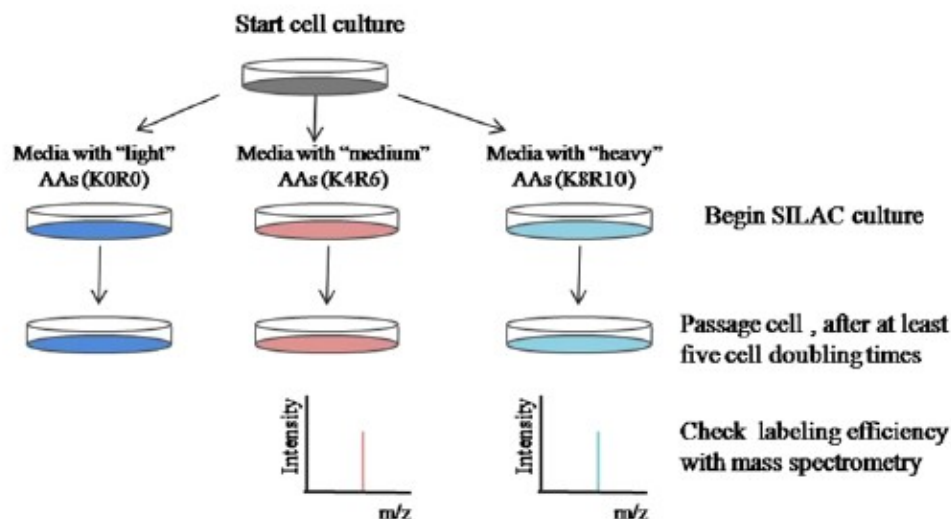 Start cell culture
Media with “light”
AAs (K0R0)
Media with “medium”
AAs (K4R6)
Media with “heavy”
AAs (K8R10)
Begin SILAC culture
Passage cell , after at least
five cell doubling times
Intensity
m/z
Intensity
m/z
Check labeling efficiency
with mass spectrometry